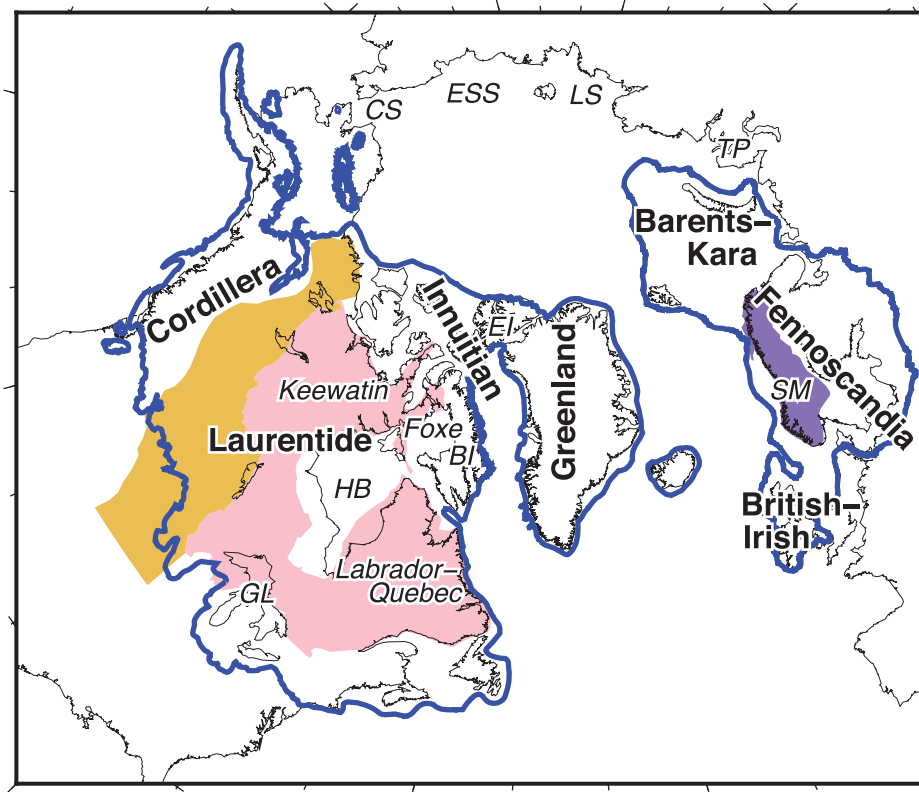 CS
ESS
LS
TP
Barents–
Kara
Cordillera
Innuitian
EI
Greenland
Fennoscandia
SM
Keewatin
Laurentide
Foxe
BI
HB
British–
Irish
Labrador–
Quebec
GL